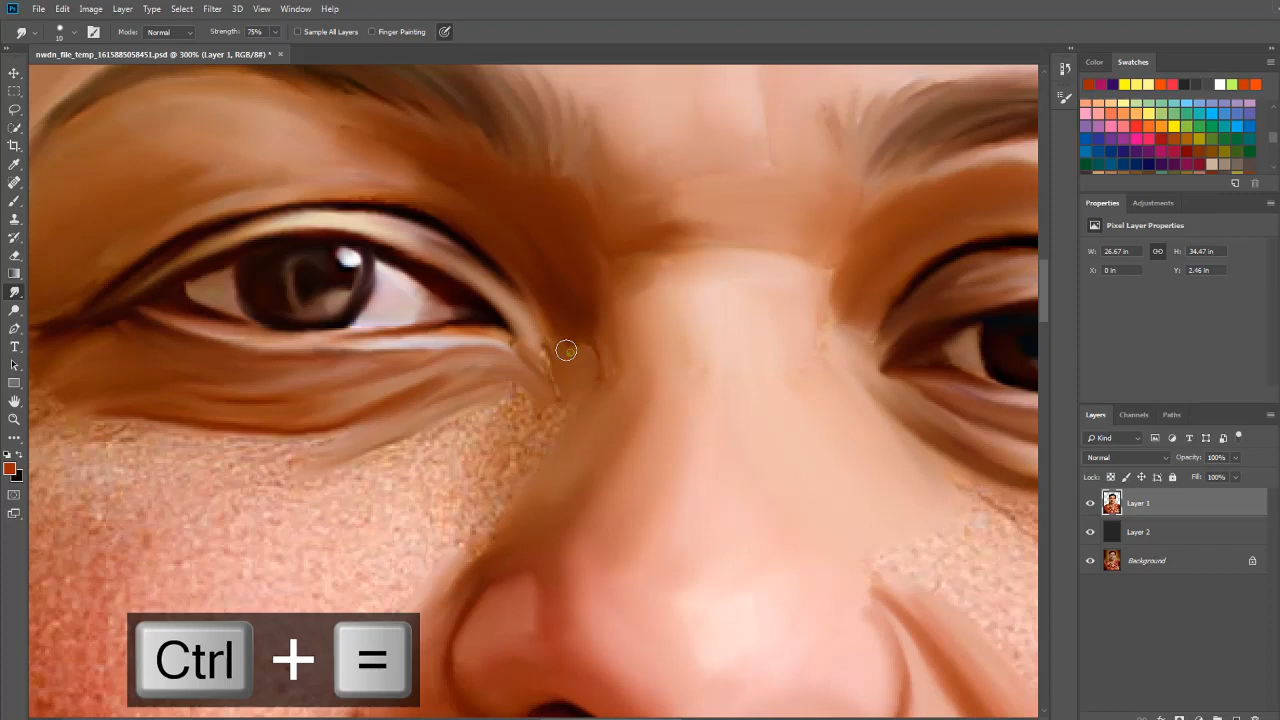 Ps File Edit Image Layer Type Select Filter 3D View Window Help
10 Mode: Normal Strength: 75% Sample All Layers Finger Painting
nwdn_file_temp_1615885058451.psd @ 300% (Layer 1, RGB/8#) * ×
Color Swatches
Properties Adjustments
Pixel Layer Properties
W: 26.67 in H: 34.47 in
X: 0 in Y: 2.46 in
Layers Channels Paths
Kind
Normal Opacity: 100%
Lock: Fill: 100%
Layer 1
Layer 2
Background
Ctrl + =